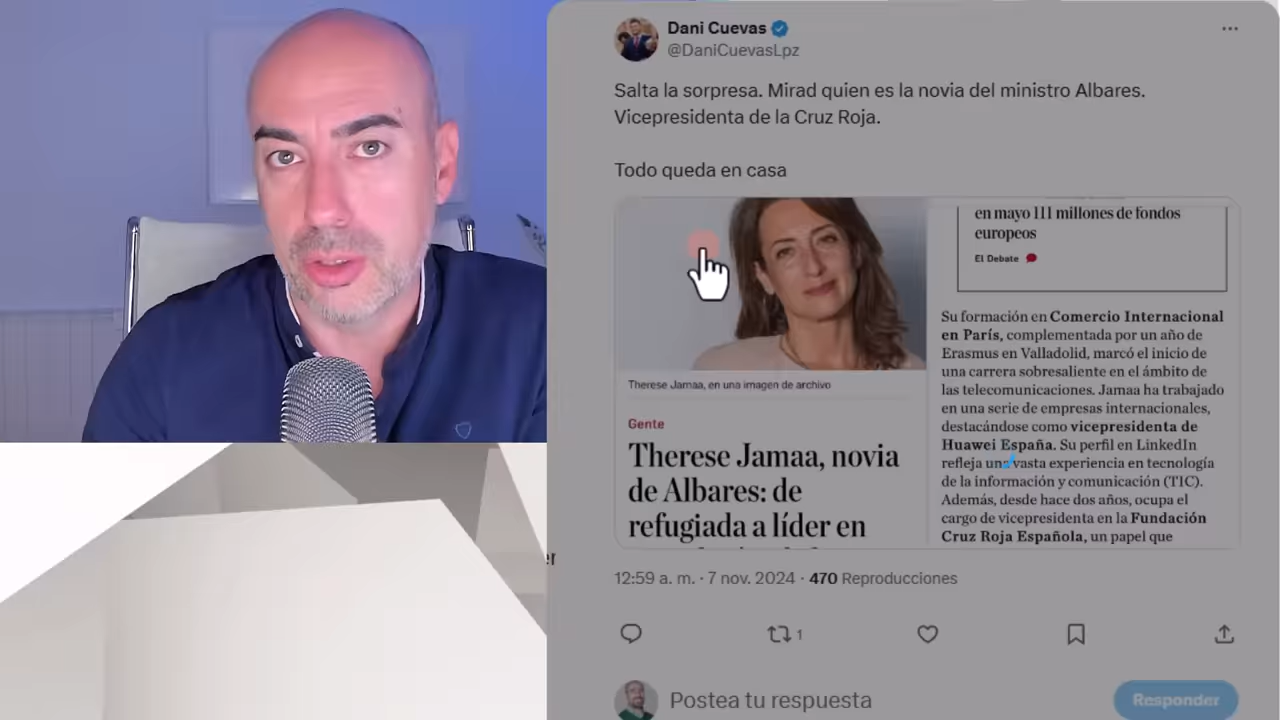 Dani Cuevas
@DaniCuevasLpz
Salta la sorpresa. Mirad quien es la novia del ministro Albares.
Vicepresidenta de la Cruz Roja.
Todo queda en casa
Therese Jamaa, en una imagen de archivo
Gente
Therese Jamaa, novia
de Albares: de
refugiada a líder en
en mayo 111 millones de fondos
europeos
El Debate
Su formación en Comercio Internacional
en París, complementada por un año de
Erasmus en Valladolid, marcó el inicio de
una carrera sobresaliente en el ámbito de
las telecomunicaciones. Jamaa ha trabajado
en una serie de empresas internacionales,
destacándose como vicepresidenta de
Huawei España. Su perfil en LinkedIn
refleja una vasta experiencia en tecnología
de la información y comunicación (TIC).
Además, desde hace dos años, ocupa el
cargo de vicepresidenta en la Fundación
Cruz Roja Española, un papel que
12:59 a. m. · 7 nov. 2024 · 470 Reproducciones
1
Postea tu respuesta
Responder